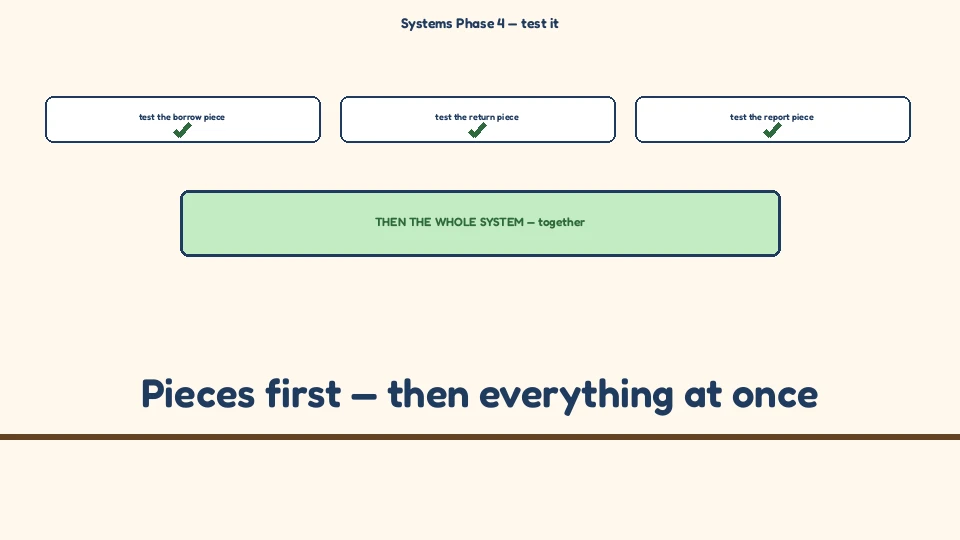 Systems Phase 4 — test it
test the borrow piece
test the return piece
test the report piece
THEN THE WHOLE SYSTEM — together
Pieces first — then everything at once